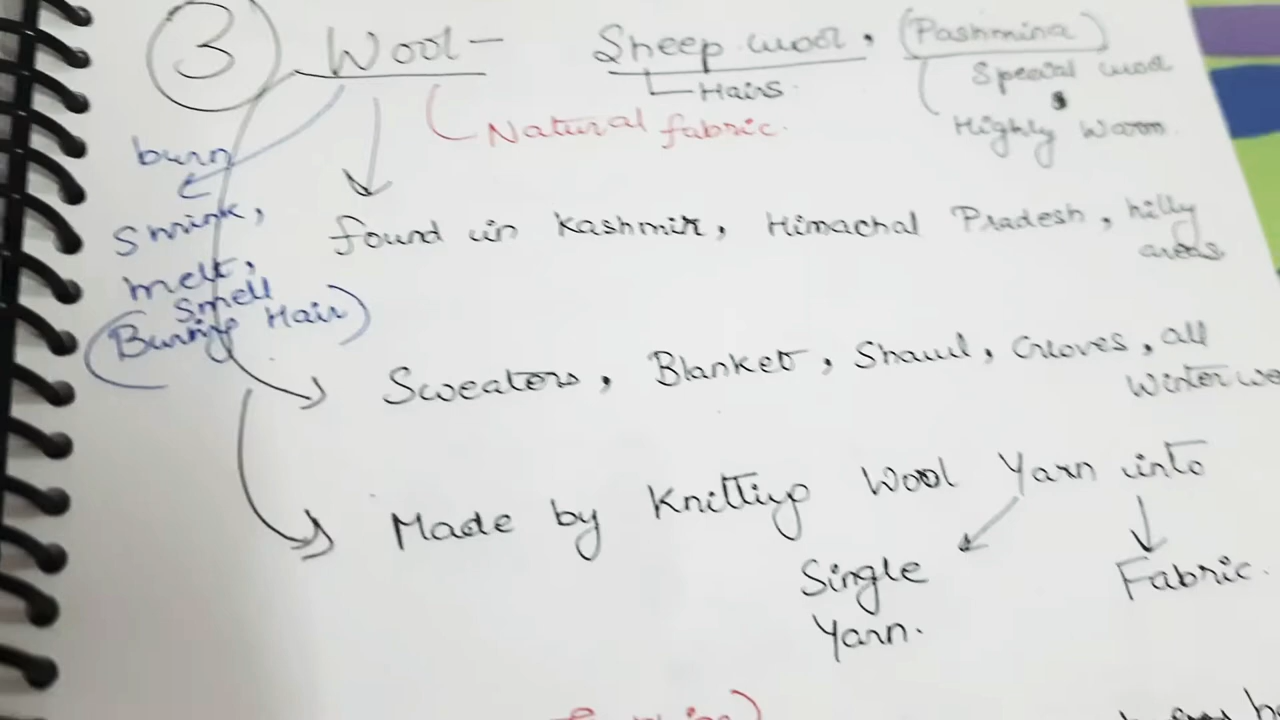 3 Wool - Sheep wool, (Pashmina)
Hairs
Special wool
Highly warm.
Natural fabric.
burn
Shrink,
melt,
smell
(Burning Hair)
found in Kashmir, Himachal Pradesh, hilly
areas
Sweaters, Blanket, Shawl, Gloves, all
Winter
Made by Knitting Wool Yarn into
Single
Yarn.
Fabric.